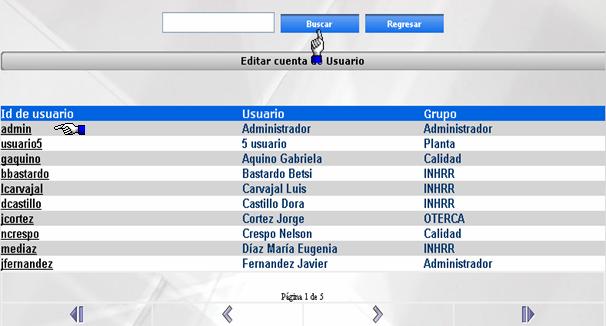 Buscar Regresar
Editar cuenta de Usuario
Id de usuario Usuario Grupo
admin Administrador Administrador
usuario5 5 usuario Planta
gaquino Aquino Gabriela Calidad
bbastardo Bastardo Betsi INHRR
lcarvajal Carvajal Luis INHRR
dcastillo Castillo Dora INHRR
jcortez Cortez Jorge OTERCA
ncrespo Crespo Nelson Calidad
mediaz Díaz María Eugenia INHRR
jfernandez Fernandez Javier Administrador
Página 1 de 5